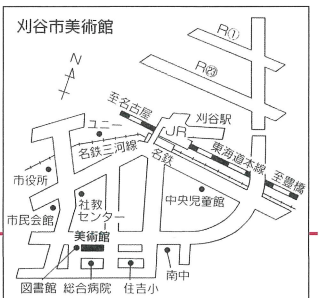 刈谷市美術館
N
R①
R㉓
至名古屋
刈谷駅
ユニー
JR
東海道本線
名鉄三河線
名鉄
至豊橋
市役所
社教
センター
中央児童館
市民会館
美術館
図書館
総合病院
住吉小
南中